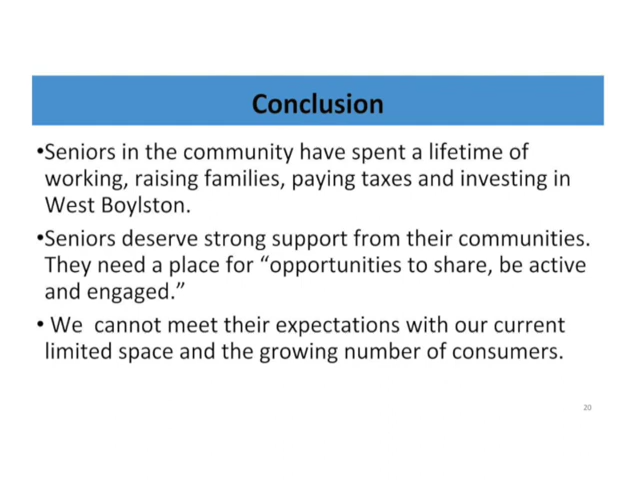 Conclusion
•Seniors in the community have spent a lifetime of
working, raising families, paying taxes and investing in
West Boylston.
•Seniors deserve strong support from their communities.
They need a place for “opportunities to share, be active
and engaged.”
• We  cannot meet their expectations with our current
limited space and the growing number of consumers.
20